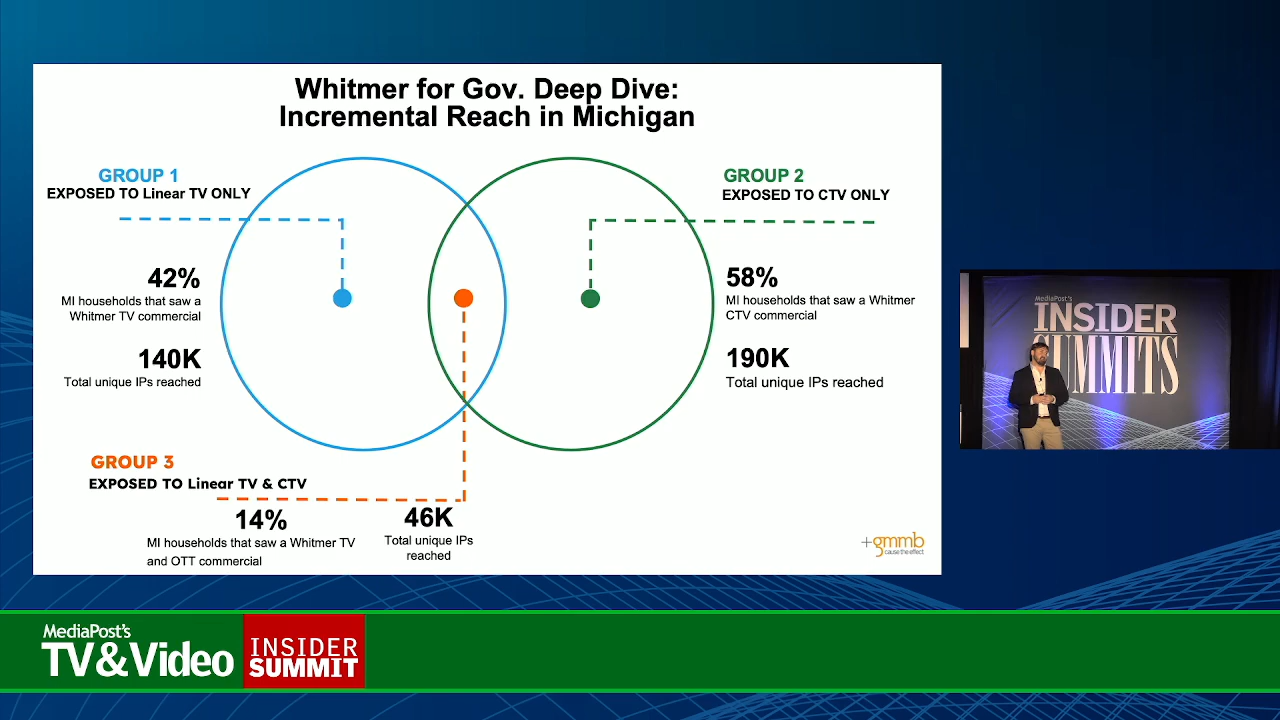 Whitmer for Gov. Deep Dive:
Incremental Reach in Michigan
GROUP 1
EXPOSED TO Linear TV ONLY
42%
MI households that saw a
Whitmer TV commercial
140K
Total unique IPs reached
GROUP 2
EXPOSED TO CTV ONLY
58%
MI households that saw a Whitmer
CTV commercial
190K
Total unique IPs reached
GROUP 3
EXPOSED TO Linear TV & CTV
14%
MI households that saw a Whitmer TV
and OTT commercial
46K
Total unique IPs
reached
+gmmb
cause the effect
MediaPost's
INSIDER
SUMMITS
MediaPost's
TV&Video
INSIDER
SUMMIT